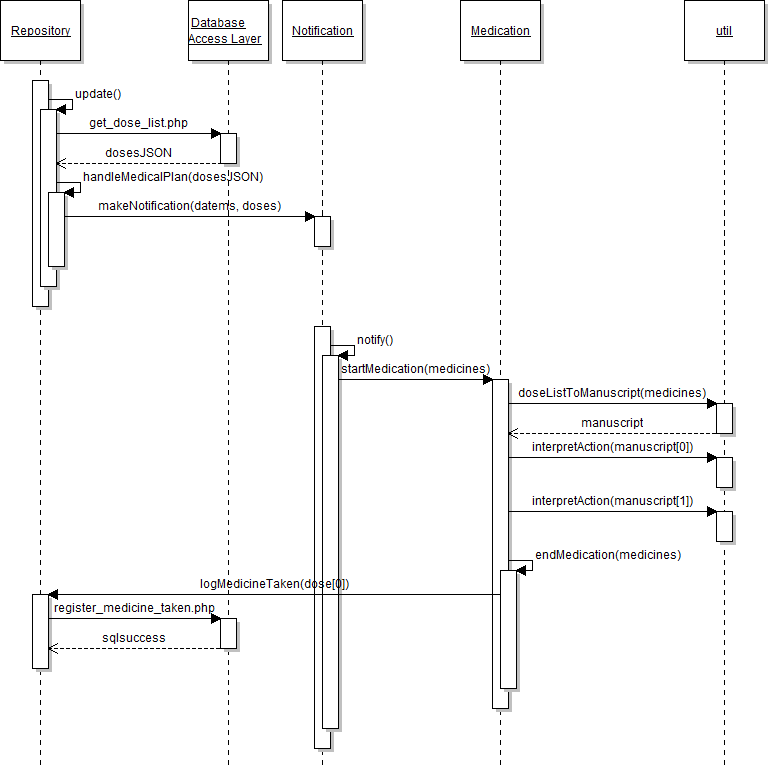 Repository
Database
Access Layer
Notification
Medication
util
update()
get_dose_list.php
dosesJSON
handleMedicalPlan(dosesJSON)
makeNotification(datems, doses)
notify()
startMedication(medicines)
doseListToManuscript(medicines)
manuscript
interpretAction(manuscript[0])
interpretAction(manuscript[1])
endMedication(medicines)
logMedicineTaken(dose[0])
register_medicine_taken.php
sqlsuccess